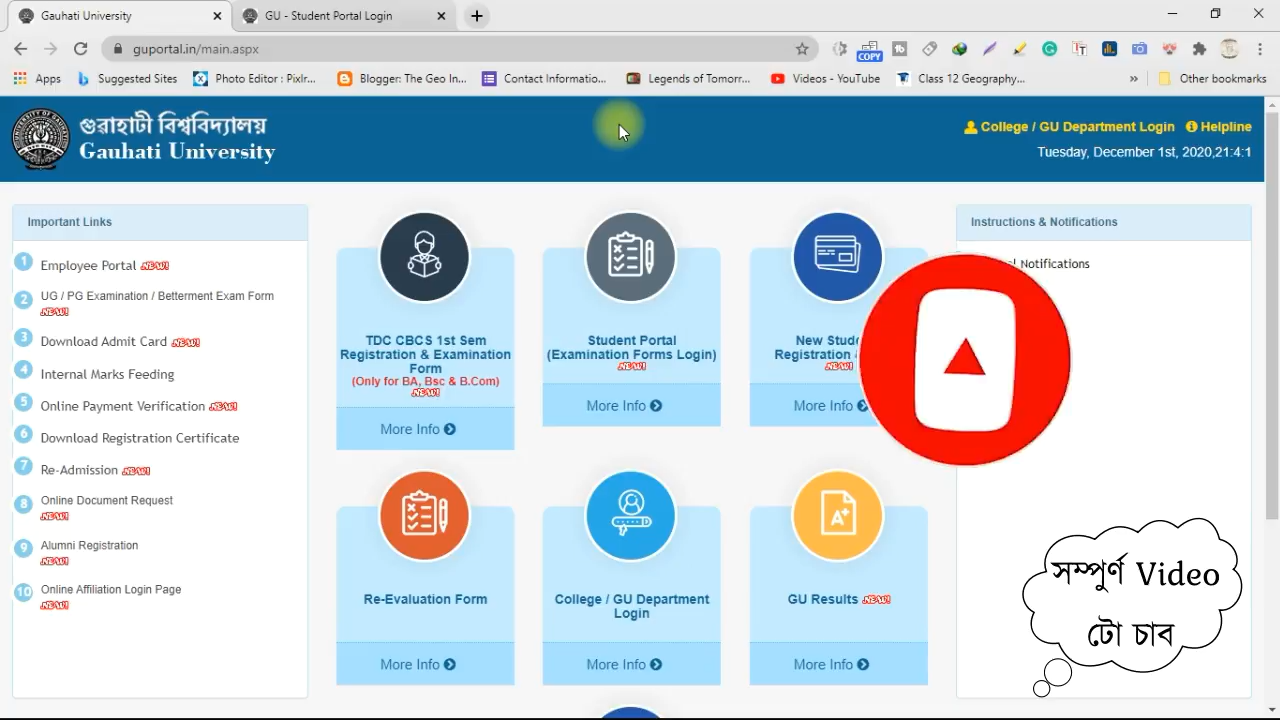 Gauhati University
GU - Student Portal Login
guportal.in/main.aspx
COPY
Apps
Suggested Sites
Photo Editor : Pixlr...
Blogger: The Geo In...
Contact Informatio...
Legends of Tomorr...
Videos - YouTube
Class 12 Geography...
»
Other bookmarks
গুৱাহাটী বিশ্ববিদ্যালয়
Gauhati University
College / GU Department Login
Helpline
Tuesday, December 1st, 2020,21:4:1
Important Links
1 Employee Portal NEW!
2 UG / PG Examination / Betterment Exam Form
NEW!
3 Download Admit Card NEW!
4 Internal Marks Feeding
5 Online Payment Verification NEW!
6 Download Registration Certificate
7 Re-Admission NEW!
8 Online Document Request
NEW!
9 Alumni Registration
NEW!
10 Online Affiliation Login Page
NEW!
TDC CBCS 1st Sem
Registration & Examination
Form
(Only for BA, Bsc & B.Com)
NEW!
More Info
Student Portal
(Examination Forms Login)
NEW!
More Info
New Stud
Registration
NEW!
More Info
Re-Evaluation Form
More Info
College / GU Department
Login
More Info
A+
GU Results NEW!
More Info
Instructions & Notifications
Notifications
সম্পুৰ্ণ Video
টো চাব